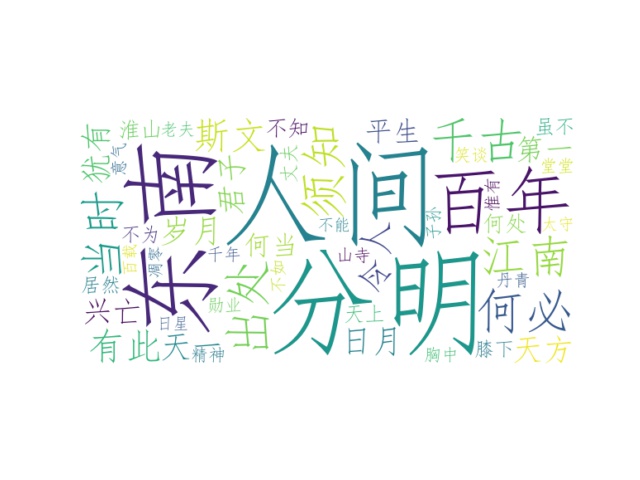 淮山
老夫
斯文
不知
平生
千古
虽不
犹有
意气
君子
大夫
须知
笑谈
第一
堂堂
东南
人间
百年
惟有
当时
不为
岁月
何当
不能
子孙
令人
何处
太守
百载
凋零
千年
不如
山寺
江南
居然
出处
分明
丹青
兴亡
日星
勋业
天上
何必
有此
天一
精神
日月
胸中
膝下
天方